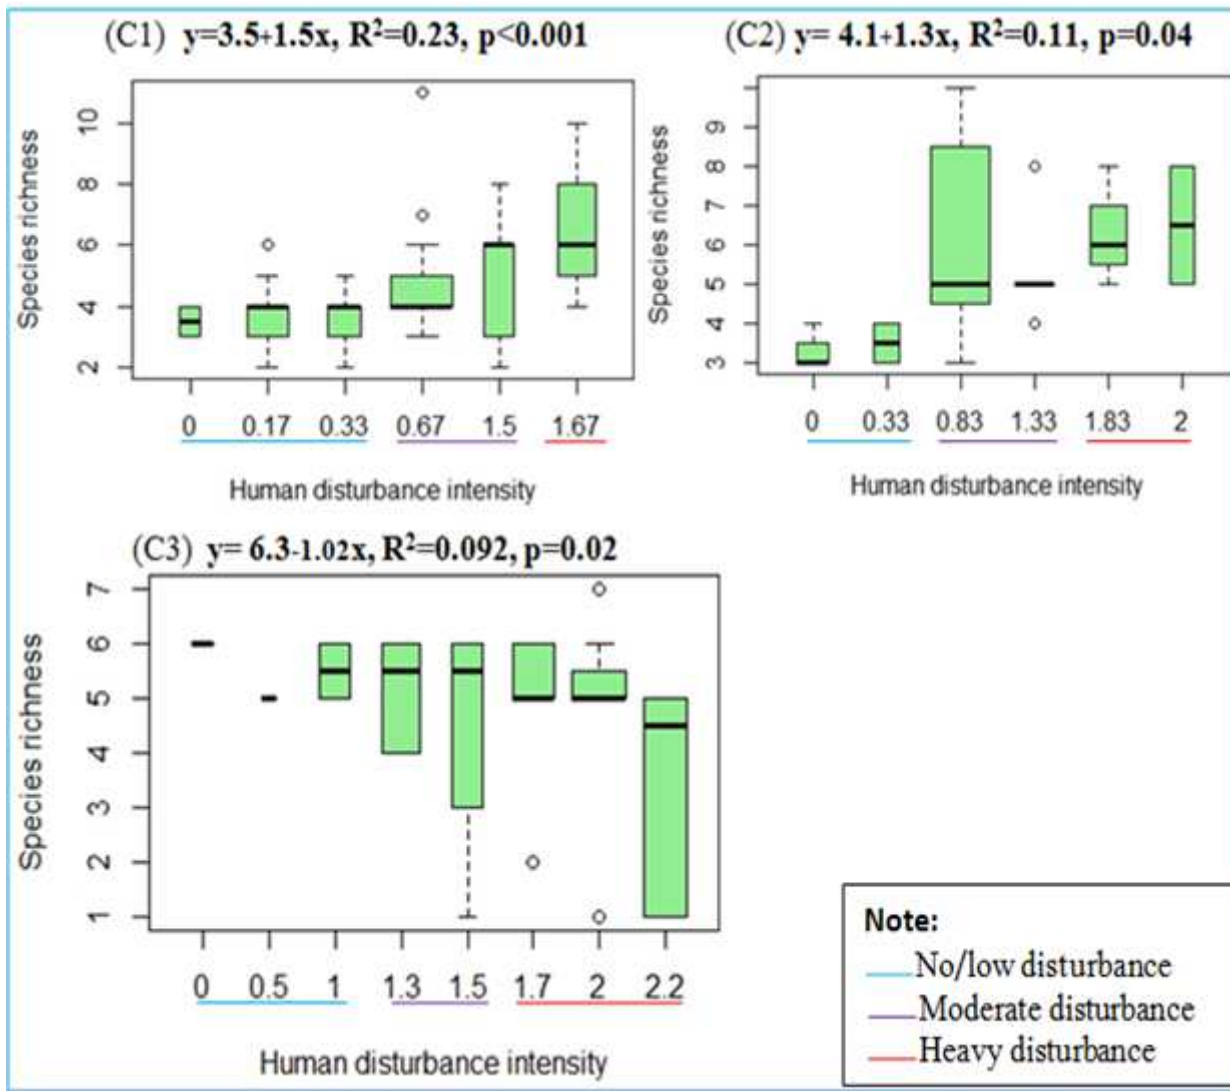 (C1) y=3.5+1.5x, R²=0.23, p<0.001
Species richness
10
8
6
4
2
0 0.17 0.33 0.67 1.5 1.67
Human disturbance intensity
(C2) y= 4.1+1.3x, R²=0.11, p=0.04
Species richness
9
8
7
6
5
4
3
0 0.33 0.83 1.33 1.83 2
Human disturbance intensity
(C3) y= 6.3-1.02x, R²=0.092, p=0.02
Species richness
7
6
5
4
3
2
1
0 0.5 1 1.3 1.5 1.7 2 2.2
Human disturbance intensity
Note:
No/low disturbance
Moderate disturbance
Heavy disturbance